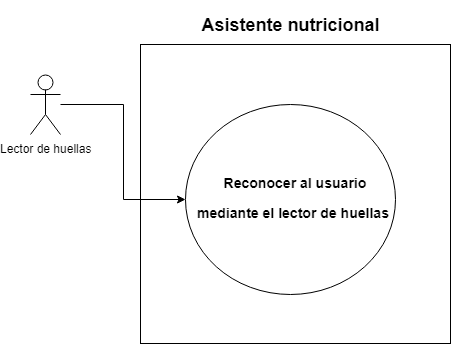 Asistente nutricional
Lector de huellas
Reconocer al usuario
mediante el lector de huellas